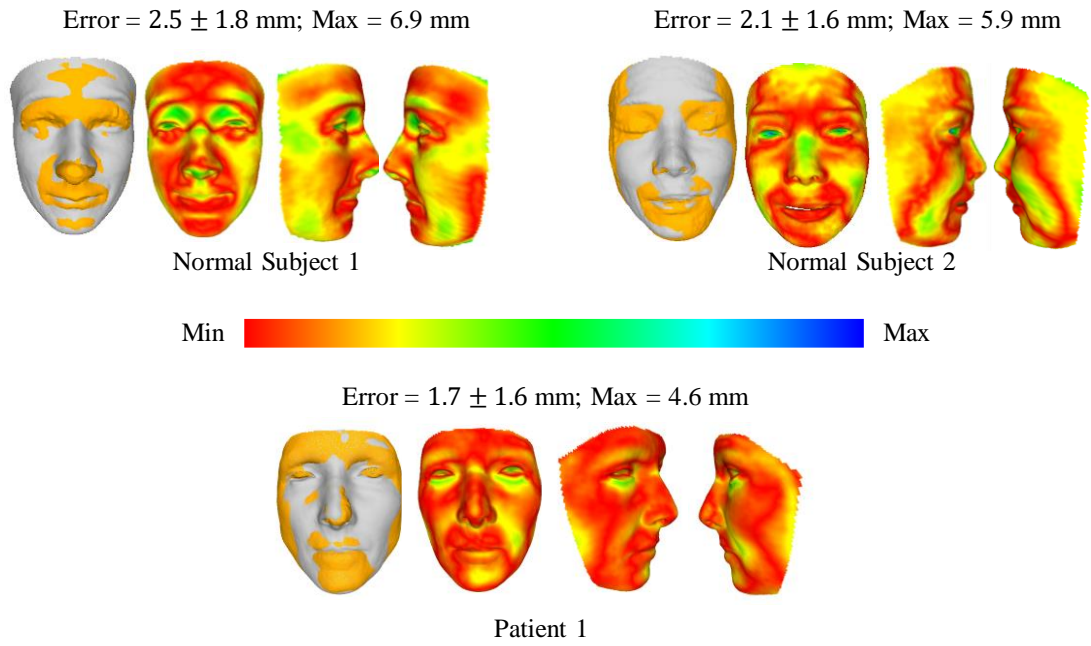 Error = 2.5 ± 1.8 mm; Max = 6.9 mm
Error = 2.1 ± 1.6 mm; Max = 5.9 mm
Normal Subject 1
Normal Subject 2
Min
Max
Error = 1.7 ± 1.6 mm; Max = 4.6 mm
Patient 1